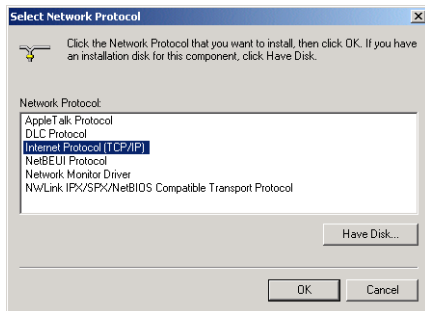 Select Network Protocol
Click the Network Protocol that you want to install, then click OK. If you have
an installation disk for this component, click Have Disk.
Network Protocol:
AppleTalk Protocol
DLC Protocol
Internet Protocol (TCP/IP)
NetBEUI Protocol
Network Monitor Driver
NWLink IPX/SPX/NetBIOS Compatible Transport Protocol
Have Disk...
OK
Cancel